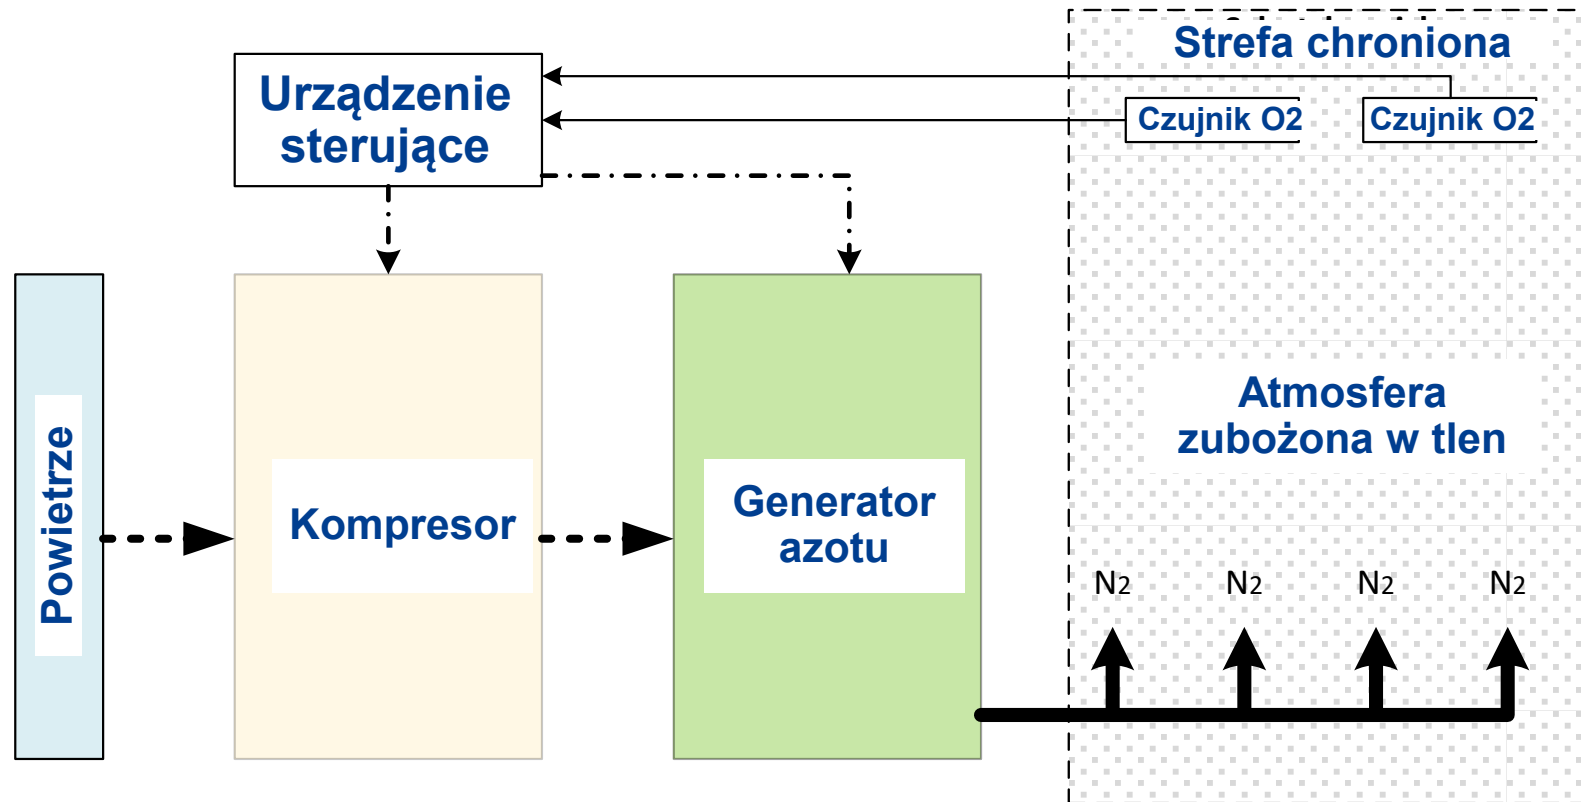 Strefa chroniona
Urządzenie
sterujące
Czujnik O2
Czujnik O2
Powietrze
Kompresor
Generator
azotu
Atmosfera
zubożona w tlen
N2
N2
N2
N2